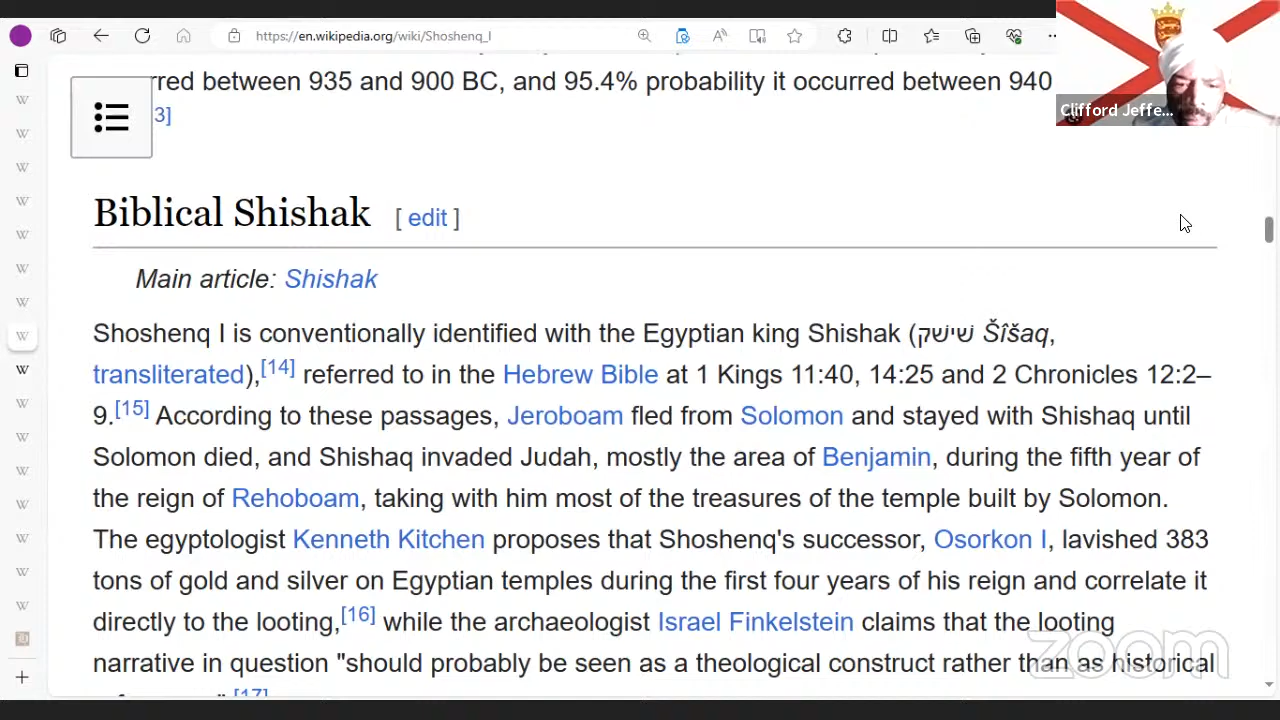 https://en.wikipedia.org/wiki/Shoshenq_I
rred between 935 and 900 BC, and 95.4% probability it occurred between 940
3]
Clifford Jeffe...
Biblical Shishak [ edit ]
Main article: Shishak
Shoshenq I is conventionally identified with the Egyptian king Shishak (שישק Šîšaq,
transliterated),[14] referred to in the Hebrew Bible at 1 Kings 11:40, 14:25 and 2 Chronicles 12:2–
9.[15] According to these passages, Jeroboam fled from Solomon and stayed with Shishaq until
Solomon died, and Shishaq invaded Judah, mostly the area of Benjamin, during the fifth year of
the reign of Rehoboam, taking with him most of the treasures of the temple built by Solomon.
The egyptologist Kenneth Kitchen proposes that Shoshenq's successor, Osorkon I, lavished 383
tons of gold and silver on Egyptian temples during the first four years of his reign and correlate it
directly to the looting,[16] while the archaeologist Israel Finkelstein claims that the looting
narrative in question "should probably be seen as a theological construct rather than as historical
[17]
zoom